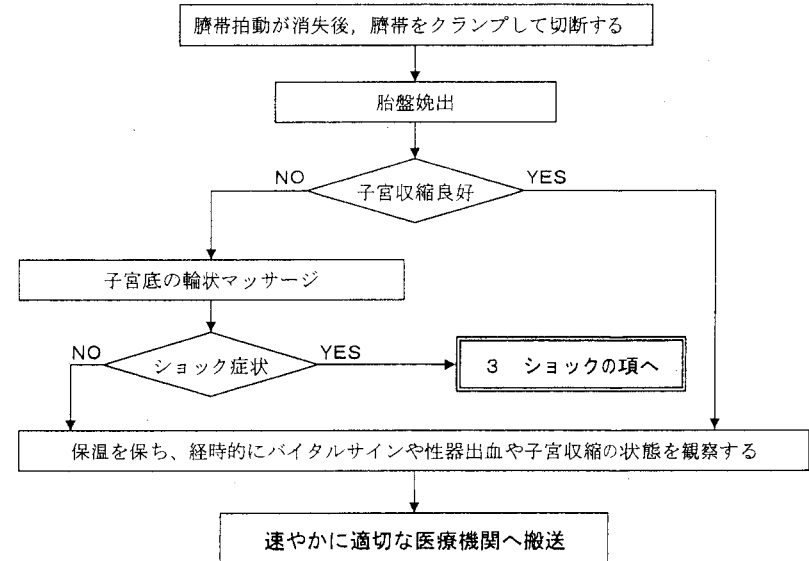 臍帯拍動が消失後，臍帯をクランプして切断する
胎盤娩出
子宮収縮良好
NO
YES
子宮底の輪状マッサージ
ショック症状
NO
YES
3　ショックの項へ
保温を保ち、経時的にバイタルサインや性器出血や子宮収縮の状態を観察する
速やかに適切な医療機関へ搬送